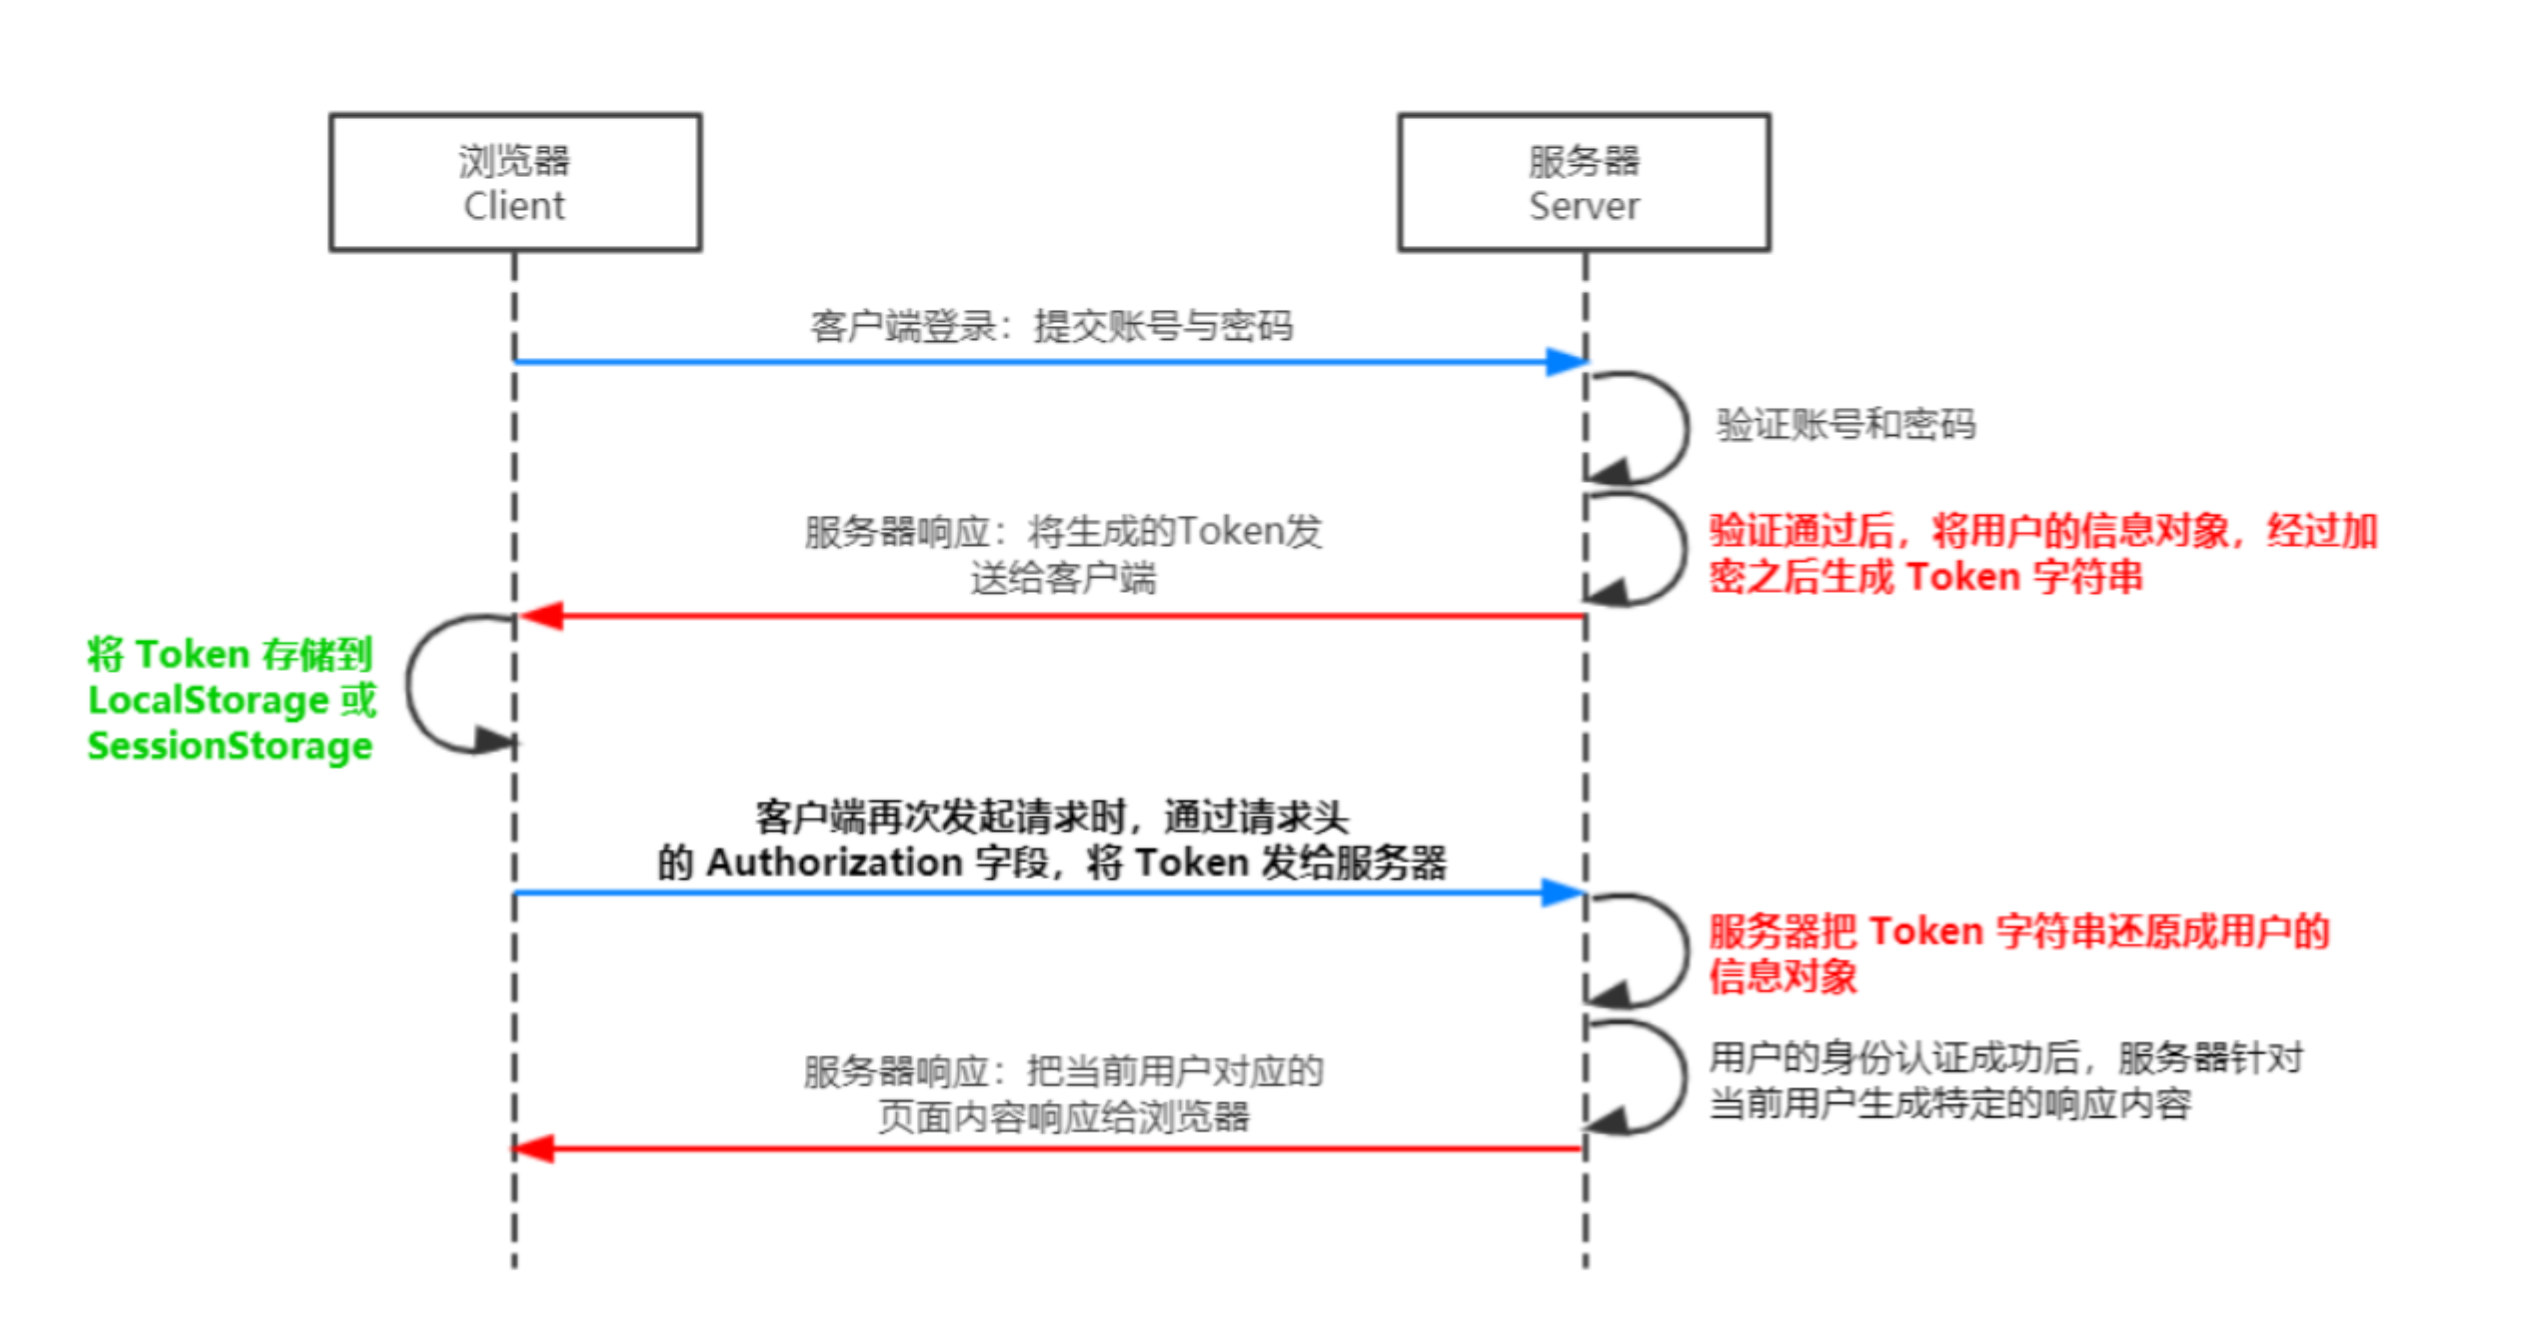 浏览器
Client
服务器
Server
客户端登录：提交账号与密码
验证账号和密码
验证通过后，将用户的信息对象，经过加
密之后生成 Token 字符串
服务器响应：将生成的Token发
送给客户端
将 Token 存储到
LocalStorage 或
SessionStorage
客户端再次发起请求时，通过请求头
的 Authorization 字段，将 Token 发给服务器
服务器把 Token 字符串还原成用户的
信息对象
用户的身份认证成功后，服务器针对
当前用户生成特定的响应内容
服务器响应：把当前用户对应的
页面内容响应给浏览器